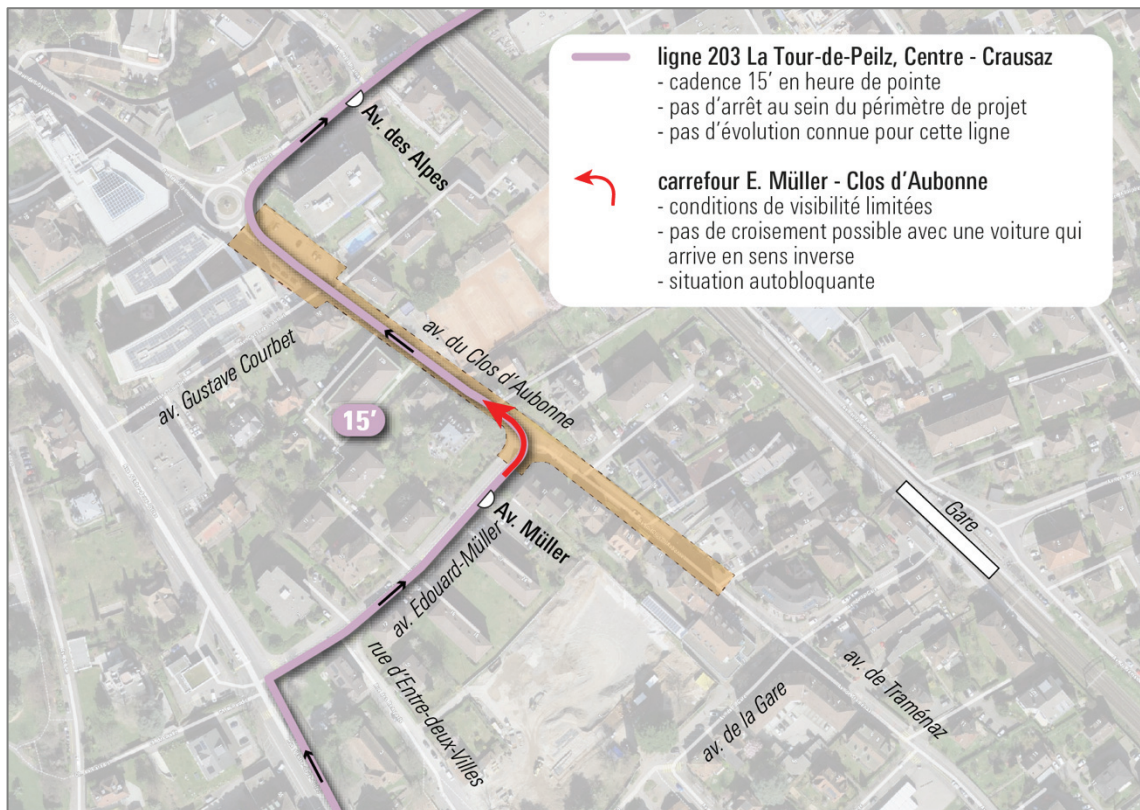 ligne 203 La Tour-de-Peilz, Centre - Crausaz
- cadence 15’ en heure de pointe
- pas d’arrêt au sein du périmètre de projet
- pas d’évolution connue pour cette ligne
carrefour E. Müller - Clos d’Aubonne
- conditions de visibilité limitées
- pas de croisement possible avec une voiture qui
arrive en sens inverse
- situation autobloquante
Av. des Alpes
av. du Clos d’Aubonne
av. Gustave Courbet
15’
Av. Müller
Gare
av. Edouard-Müller
rue d’Entre-deux-Villes
av. de la Gare
av. de Traménaz